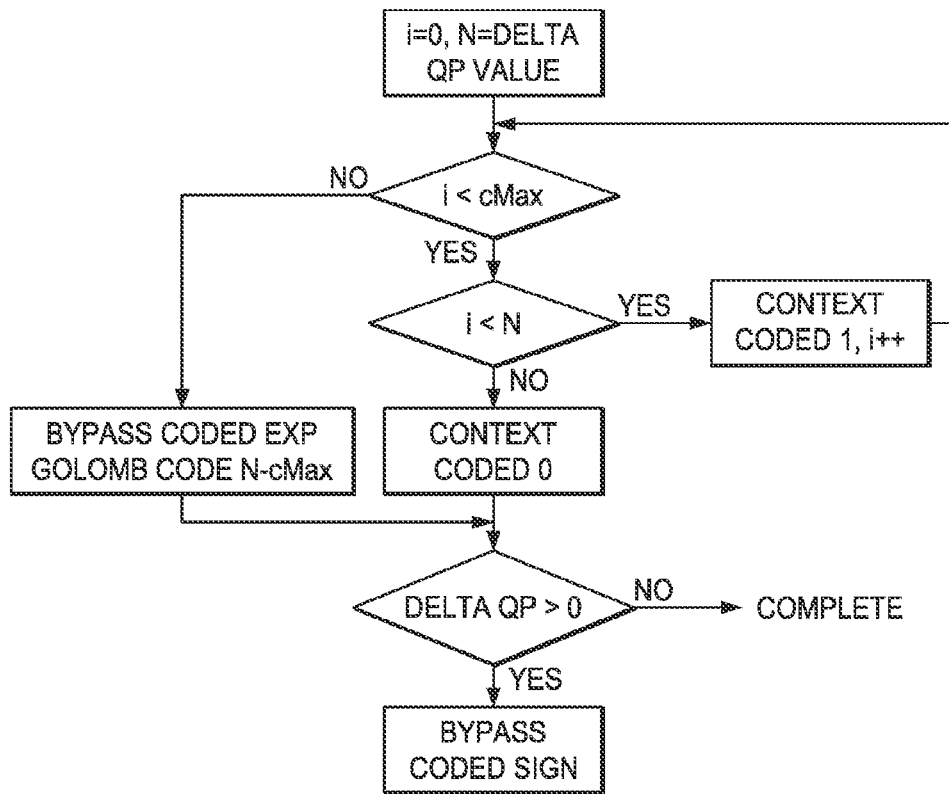 i=0, N=DELTA
QP VALUE
NO
i < cMax
YES
i < N
YES
CONTEXT
CODED 1, i++
NO
BYPASS CODED EXP
GOLOMB CODE N-cMax
CONTEXT
CODED 0
DELTA QP > 0
NO
COMPLETE
YES
BYPASS
CODED SIGN